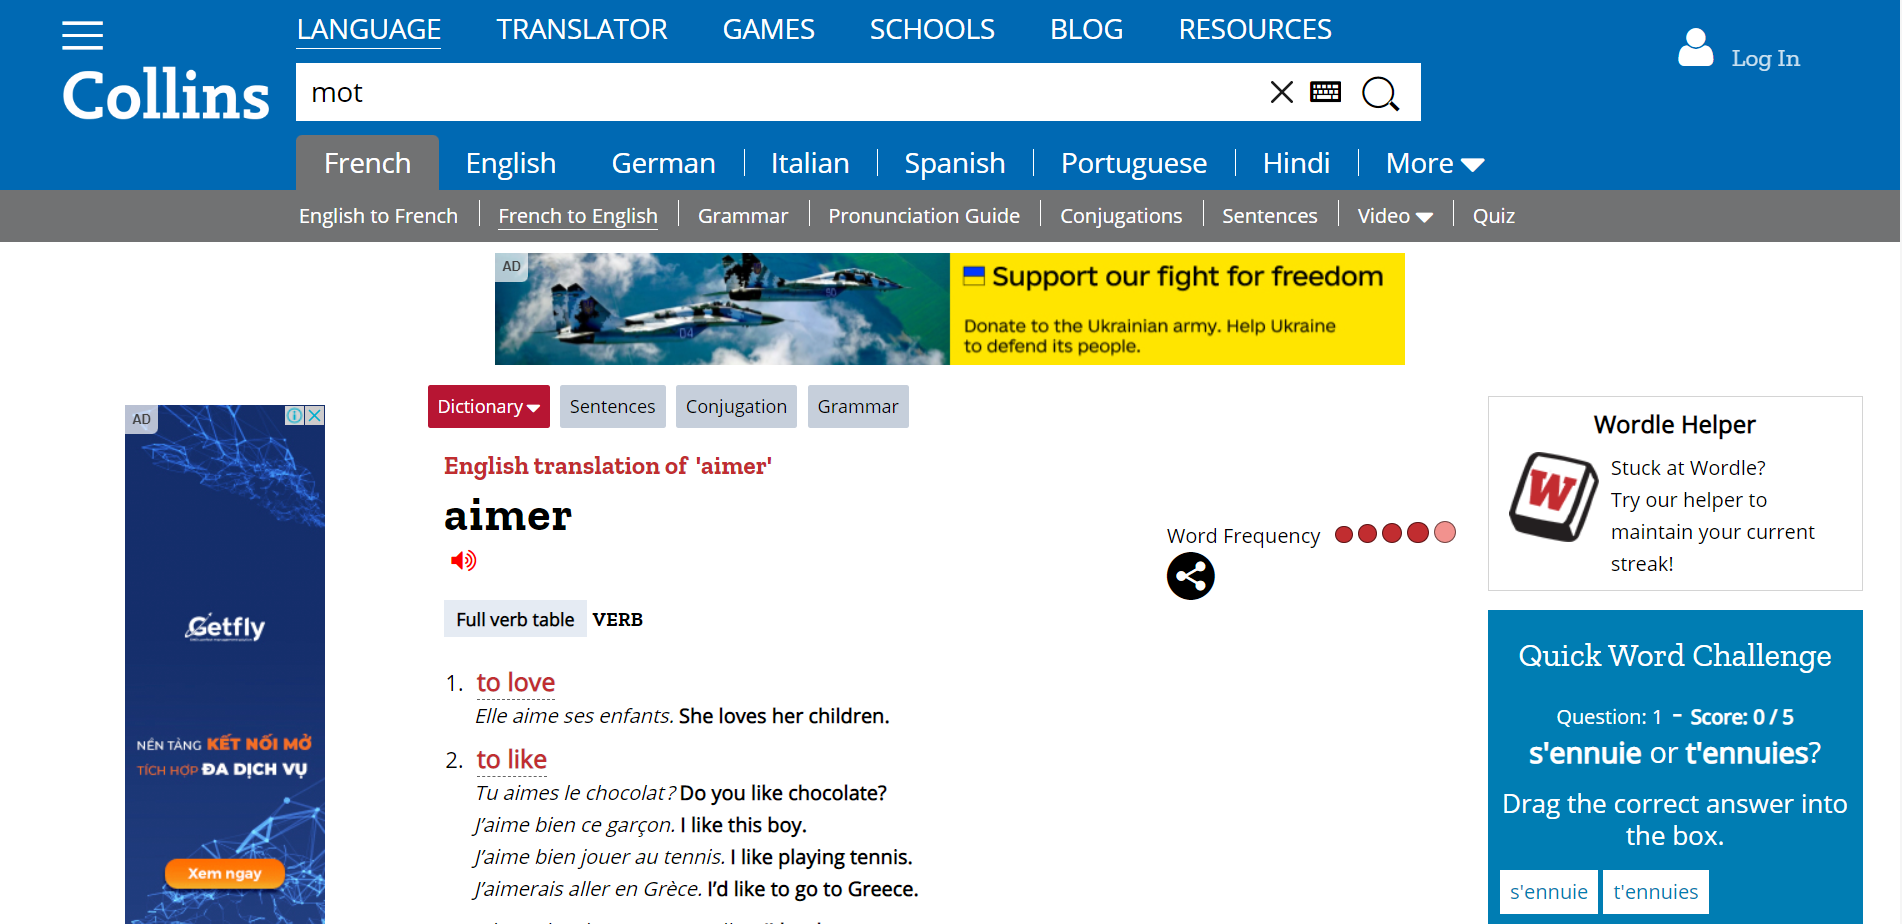 LANGUAGE TRANSLATOR GAMES SCHOOLS BLOG RESOURCES
Log In
Collins
mot
French English German Italian Spanish Portuguese Hindi More
English to French French to English Grammar Pronunciation Guide Conjugations Sentences Video Quiz
AD
Support our fight for freedom
Donate to the Ukrainian army. Help Ukraine
to defend its people.
AD
Getfly
NỀN TẢNG KẾT NỐI MỞ
TÍCH HỢP ĐA DỊCH VỤ
Xem ngay
Dictionary Sentences Conjugation Grammar
English translation of 'aimer'
aimer
Word Frequency
Full verb table VERB
1. to love
Elle aime ses enfants. She loves her children.
2. to like
Tu aimes le chocolat? Do you like chocolate?
J’aime bien ce garçon. I like this boy.
J’aime bien jouer au tennis. I like playing tennis.
J’aimerais aller en Grèce. I’d like to go to Greece.
Wordle Helper
W
Stuck at Wordle?
Try our helper to
maintain your current
streak!
Quick Word Challenge
Question: 1 - Score: 0 / 5
s'ennuie or t'ennuies?
Drag the correct answer into
the box.
s'ennuie t'ennuies